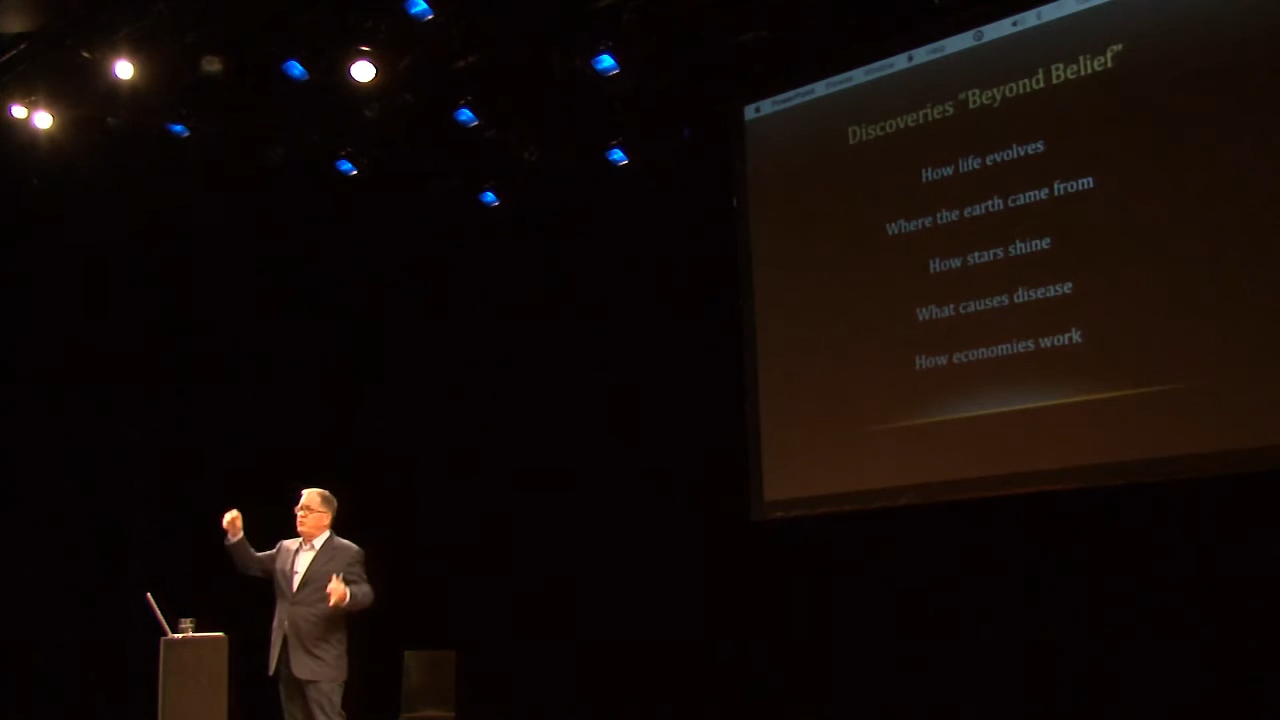 PowerPoint
Discoveries “Beyond Belief”
How life evolves
Where the earth came from
How stars shine
What causes disease
How economies work